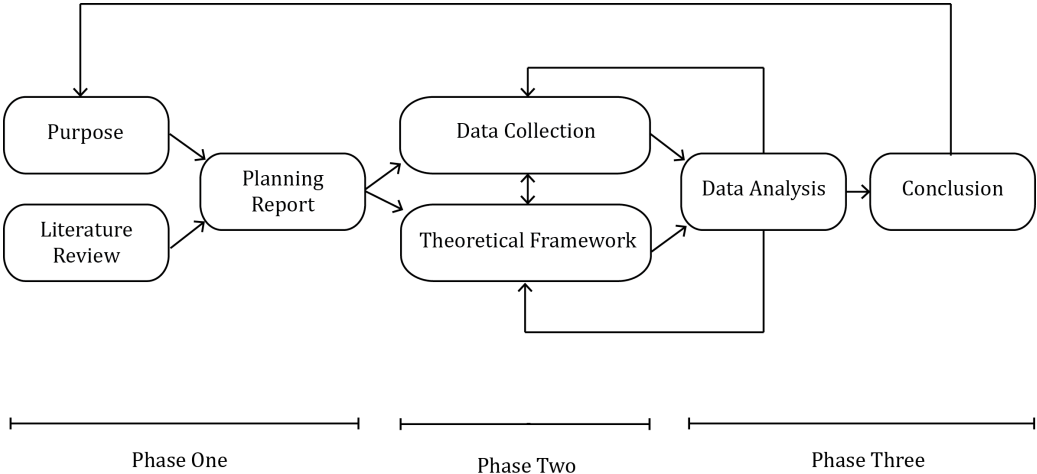 Purpose
Literature
Review
Planning
Report
Data Collection
Theoretical Framework
Data Analysis
Conclusion
Phase One
Phase Two
Phase Three